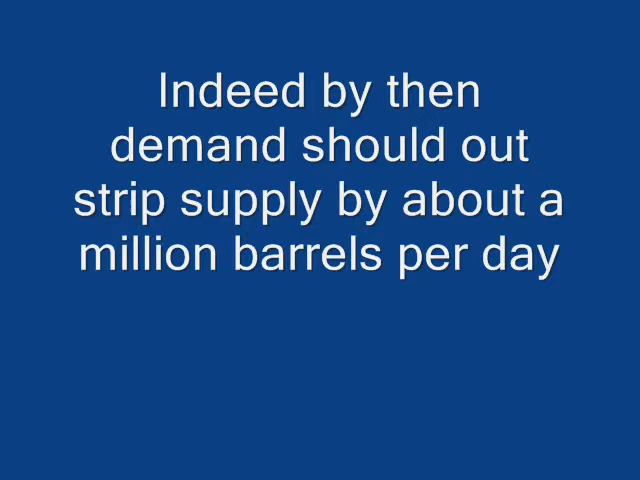 Indeed by then
demand should out
strip supply by about a
million barrels per day